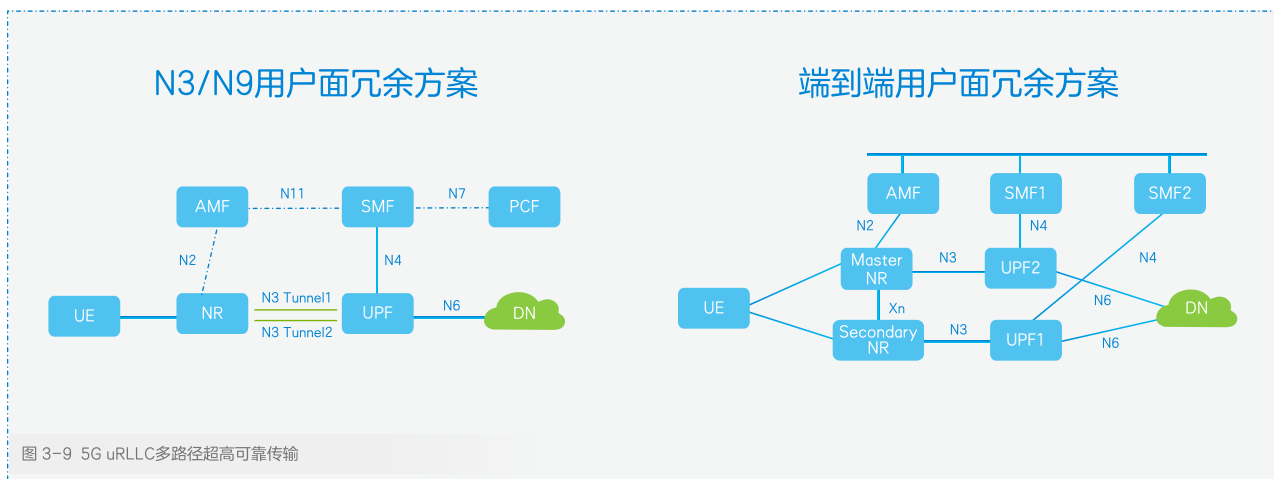 N3/N9用户面冗余方案
AMF
N11
SMF
N7
PCF
N2
N4
UE
NR
N3 Tunnel1
N3 Tunnel2
UPF
N6
DN
端到端用户面冗余方案
AMF
SMF1
SMF2
N2
N4
N4
Master
NR
N3
UPF2
UE
Xn
N6
DN
Secondary
NR
N3
UPF1
N6
图 3-9 5G uRLLC多路径超高可靠传输